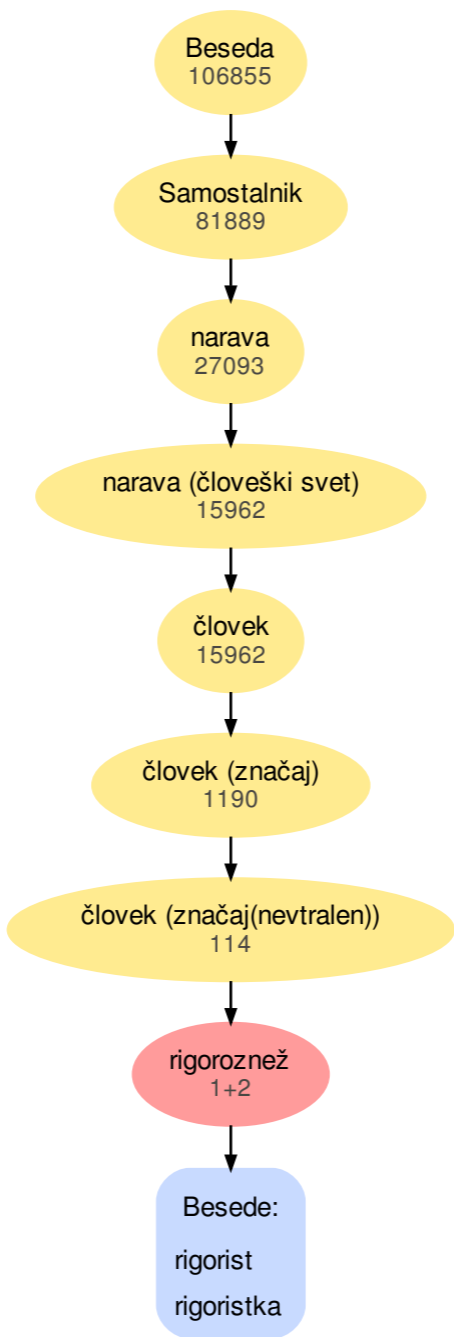 Beseda
106855
Samostalnik
81889
narava
27093
narava (človeški svet)
15962
človek
15962
človek (značaj)
1190
človek (značaj(nevtralen))
114
rigoroznež
1+2
Besede:
rigorist
rigoristka